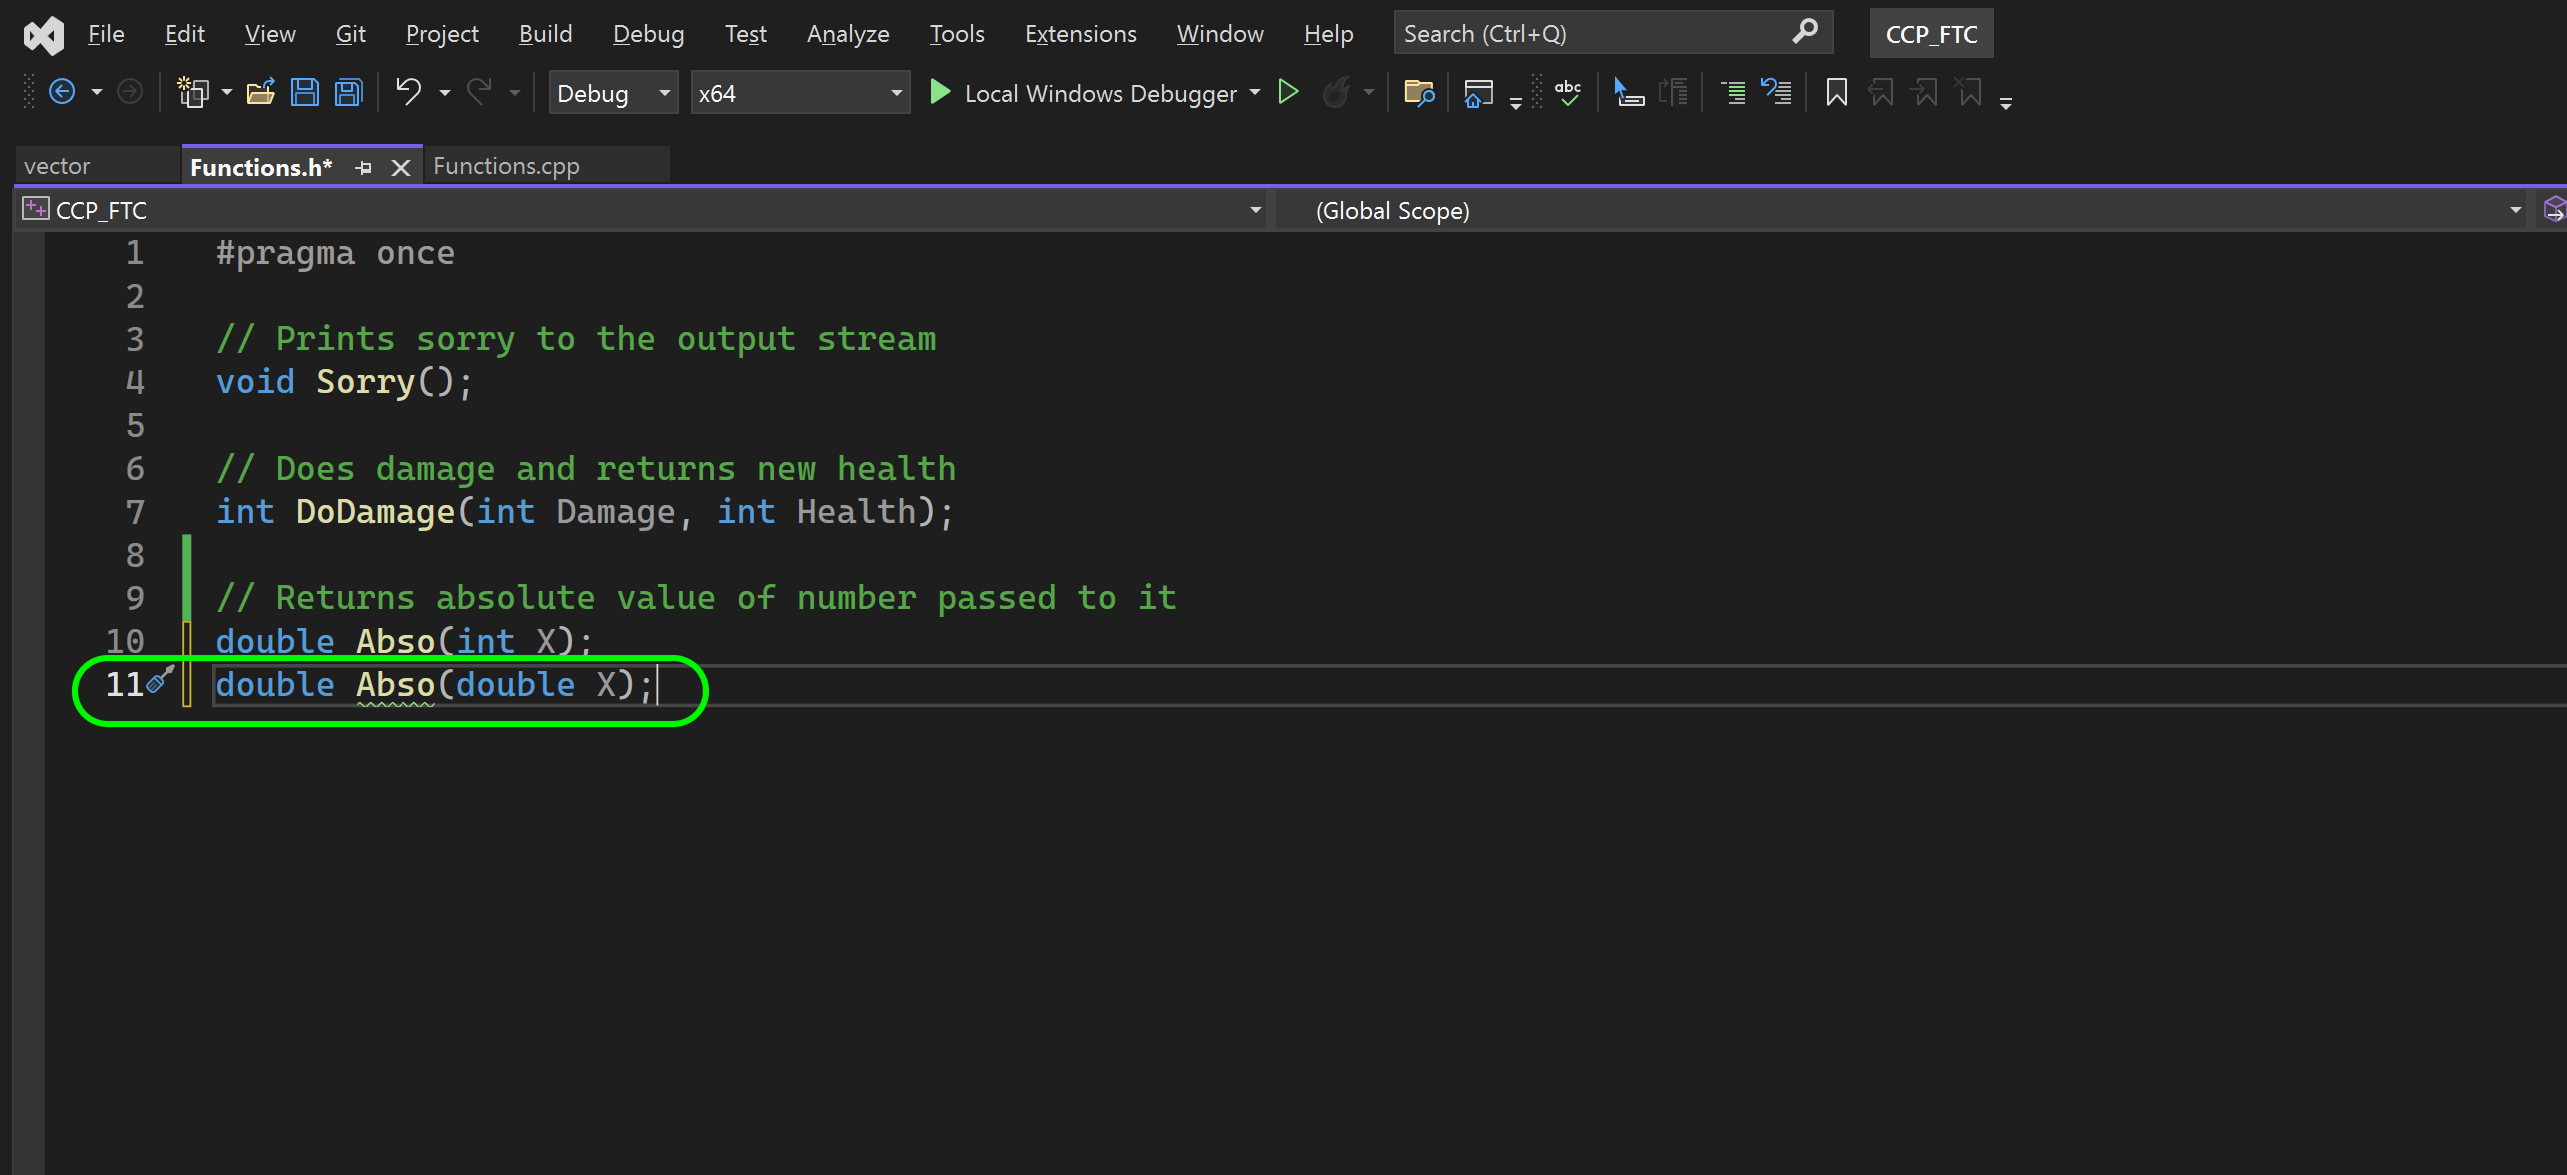 File Edit View Git Project Build Debug Test Analyze Tools Extensions Window Help Search (Ctrl+Q) CCP_FTC
Debug x64 Local Windows Debugger abc
vector Functions.h* Functions.cpp
CCP_FTC (Global Scope)
1 #pragma once
2
3 // Prints sorry to the output stream
4 void Sorry();
5
6 // Does damage and returns new health
7 int DoDamage(int Damage, int Health);
8
9 // Returns absolute value of number passed to it
10 double Abso(int X);
11 double Abso(double X);